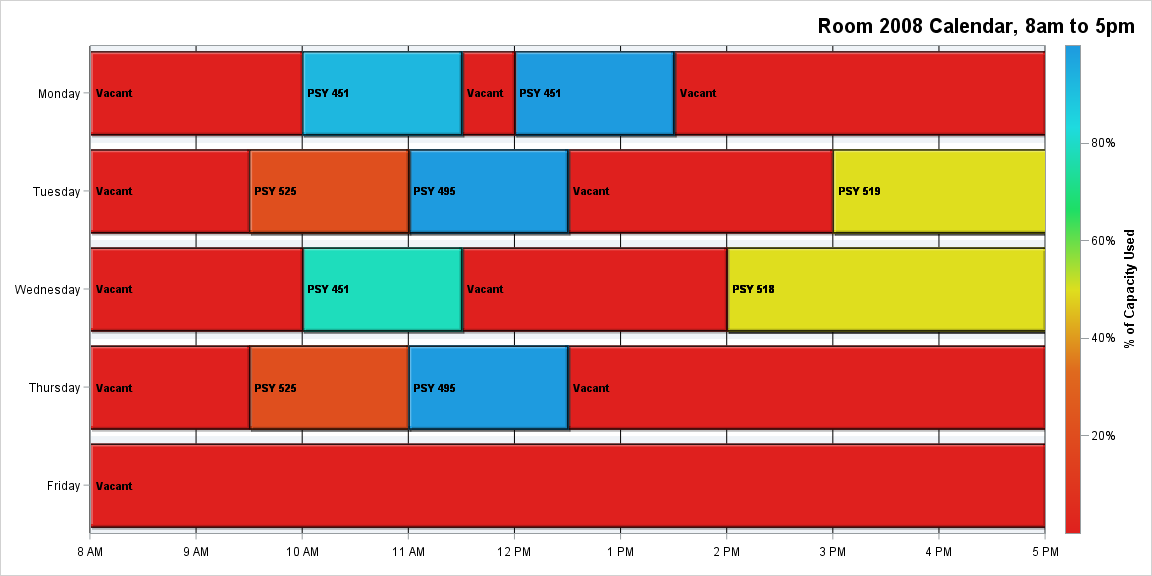 Room 2008 Calendar, 8am to 5pm
Monday
Vacant
PSY 451
Vacant
PSY 451
Vacant
Tuesday
Vacant
PSY 525
PSY 495
Vacant
PSY 519
Wednesday
Vacant
PSY 451
Vacant
PSY 518
Thursday
Vacant
PSY 525
PSY 495
Vacant
Friday
Vacant
8 AM
9 AM
10 AM
11 AM
12 PM
1 PM
2 PM
3 PM
4 PM
5 PM
80%
60%
40%
20%
% of Capacity Used